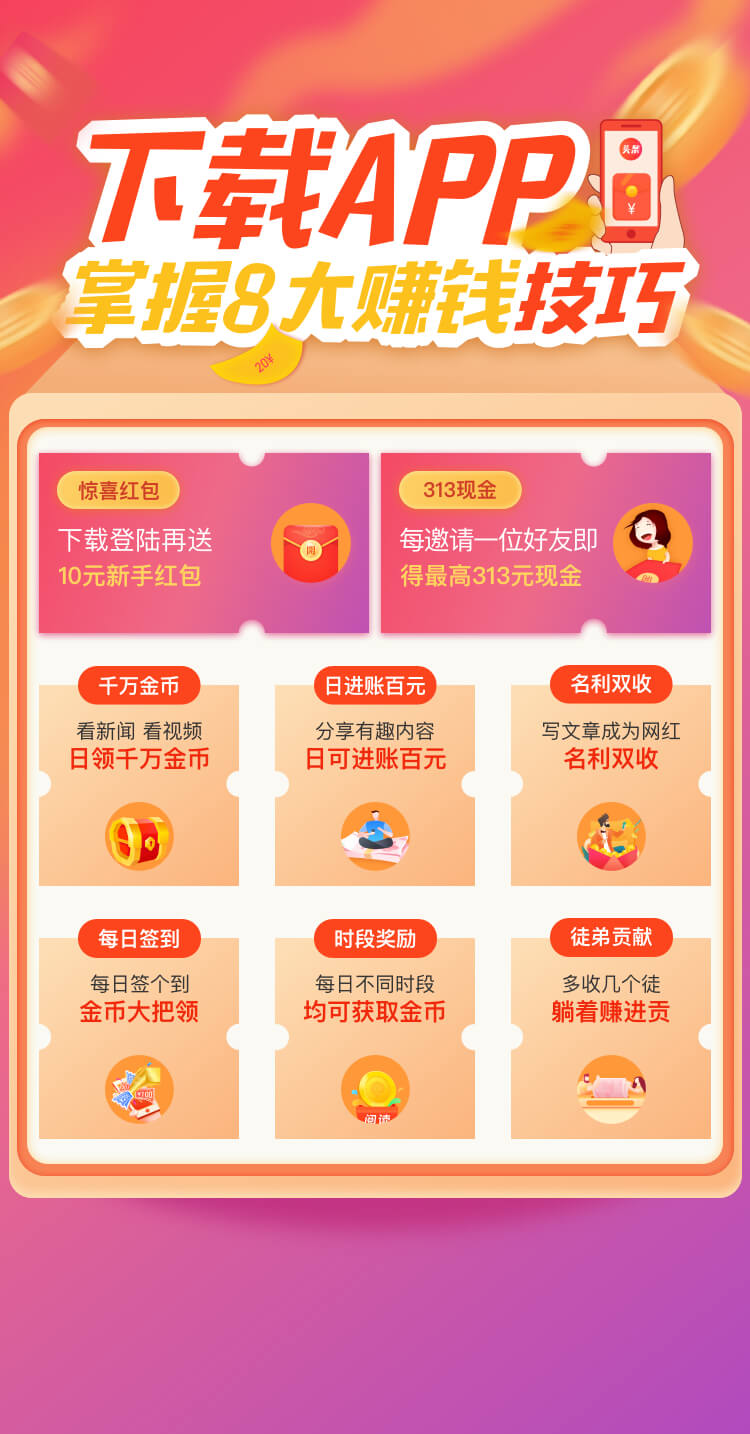 下载APP
头条
¥
掌握8大赚钱技巧
20¥
惊喜红包
下载登陆再送
10元新手红包
開
313现金
每邀请一位好友即
得最高313元现金
千万金币
看新闻 看视频
日领千万金币
日进账百元
分享有趣内容
日可进账百元
名利双收
写文章成为网红
名利双收
每日签到
每日签个到
金币大把领
¥100
时段奖励
每日不同时段
均可获取金币
阅读
徒弟贡献
多收几个徒
躺着赚进贡